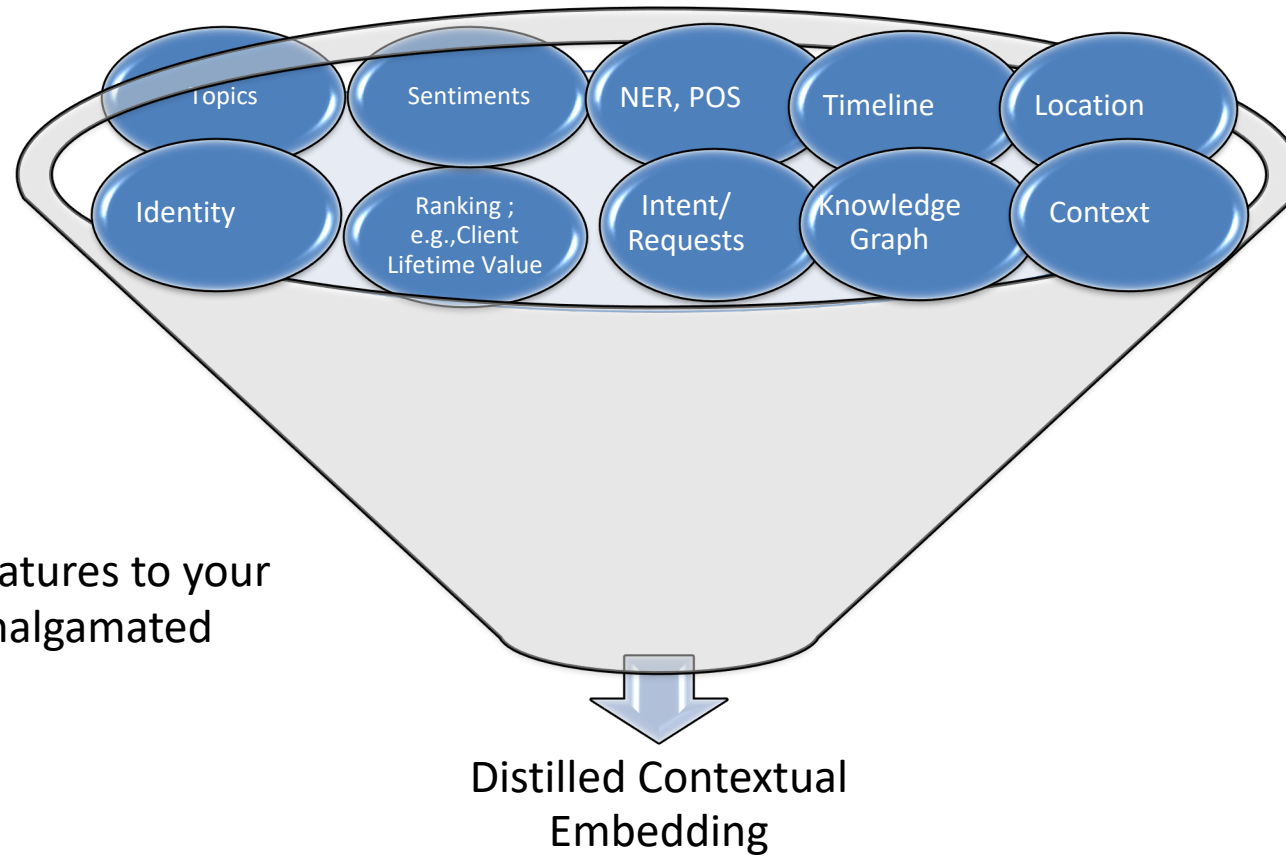 Topics
Sentiments
NER, POS
Timeline
Location
Identity
Ranking ;
e.g.,Client
Lifetime Value
Intent/
Requests
Knowledge
Graph
Context
atures to your
nalgamated
Distilled Contextual
Embedding